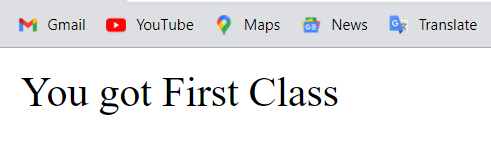 Gmail YouTube Maps News Translate
You got First Class